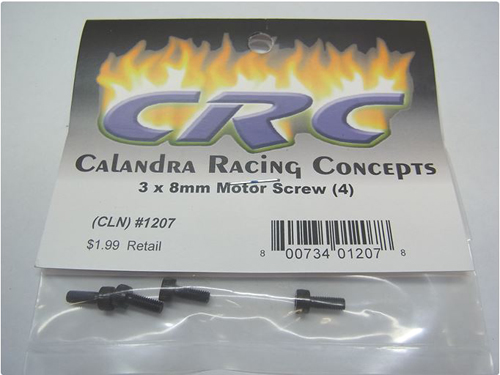 CRC
CALANDRA RACING CONCEPTS
3 x 8mm Motor Screw (4)
(CLN) #1207
$1.99 Retail
8 00734 01207 8